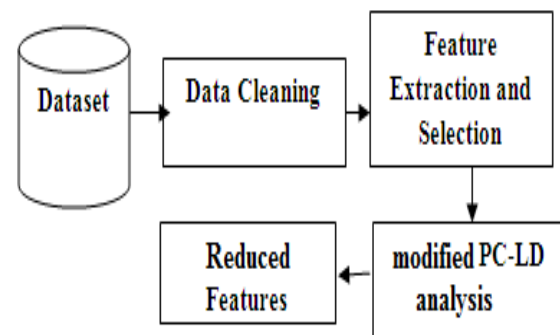 Dataset
Data Cleaning
Feature
Extraction and
Selection
modified PC-LD
analysis
Reduced
Features